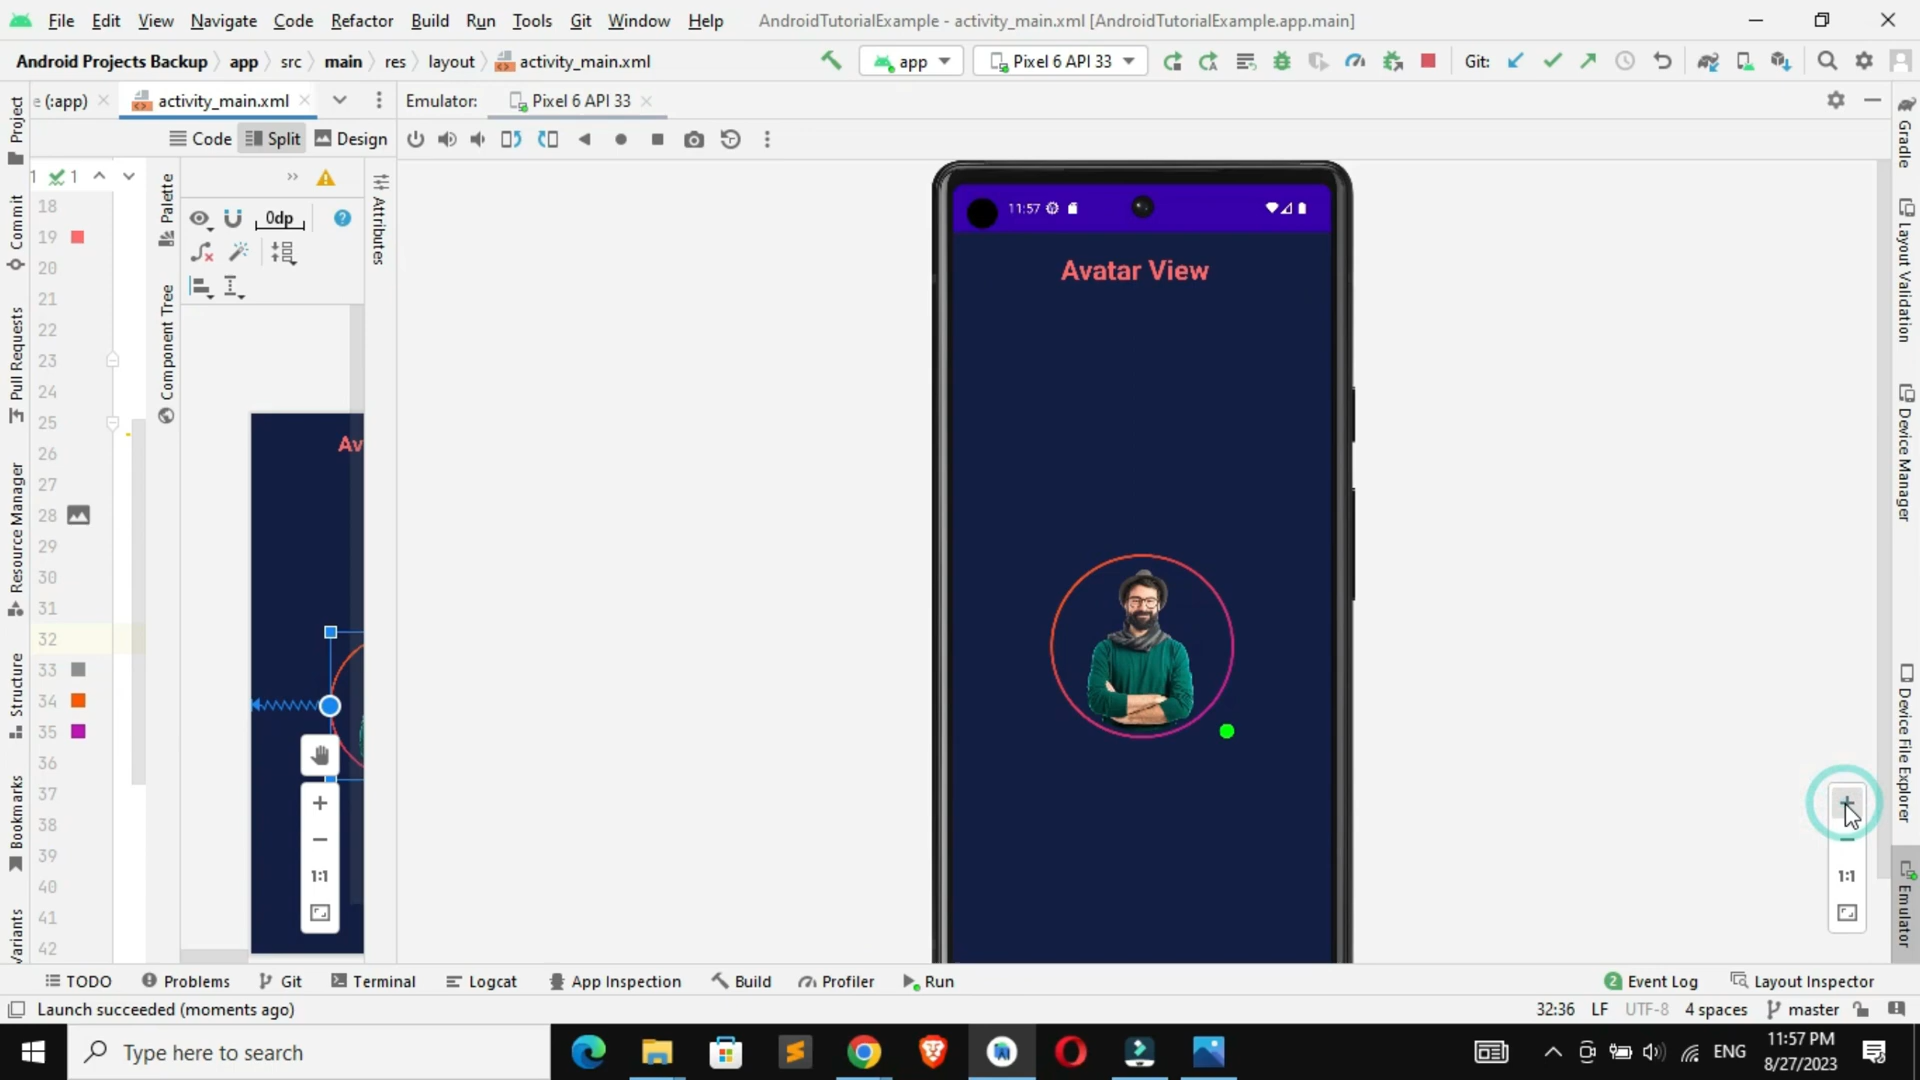 File Edit View Navigate Code Refactor Build Run Tools Git Window Help AndroidTutorialExample - activity_main.xml [AndroidTutorialExample.app.main]
Android Projects Backup app src main res layout activity_main.xml app Pixel 6 API 33 Git:
e (:app) activity_main.xml Emulator: Pixel 6 API 33
Code Split Design
1 1
0dp
18
19
20
21
22
23
24
25
26
27
28
29
30
31
32
33
34
35
36
37
38
39
40
41
42
Project
Commit
Pull Requests
Resource Manager
Structure
Bookmarks
Variants
Palette
Component Tree
Attributes
Av
1:1
11:57
Avatar View
1:1
Gradle
Layout Validation
Device Manager
Device File Explorer
Emulator
TODO Problems Git Terminal Logcat App Inspection Build Profiler Run 2 Event Log Layout Inspector
Launch succeeded (moments ago) 32:36 LF UTF-8 4 spaces master
Type here to search ENG 11:57 PM
8/27/2023